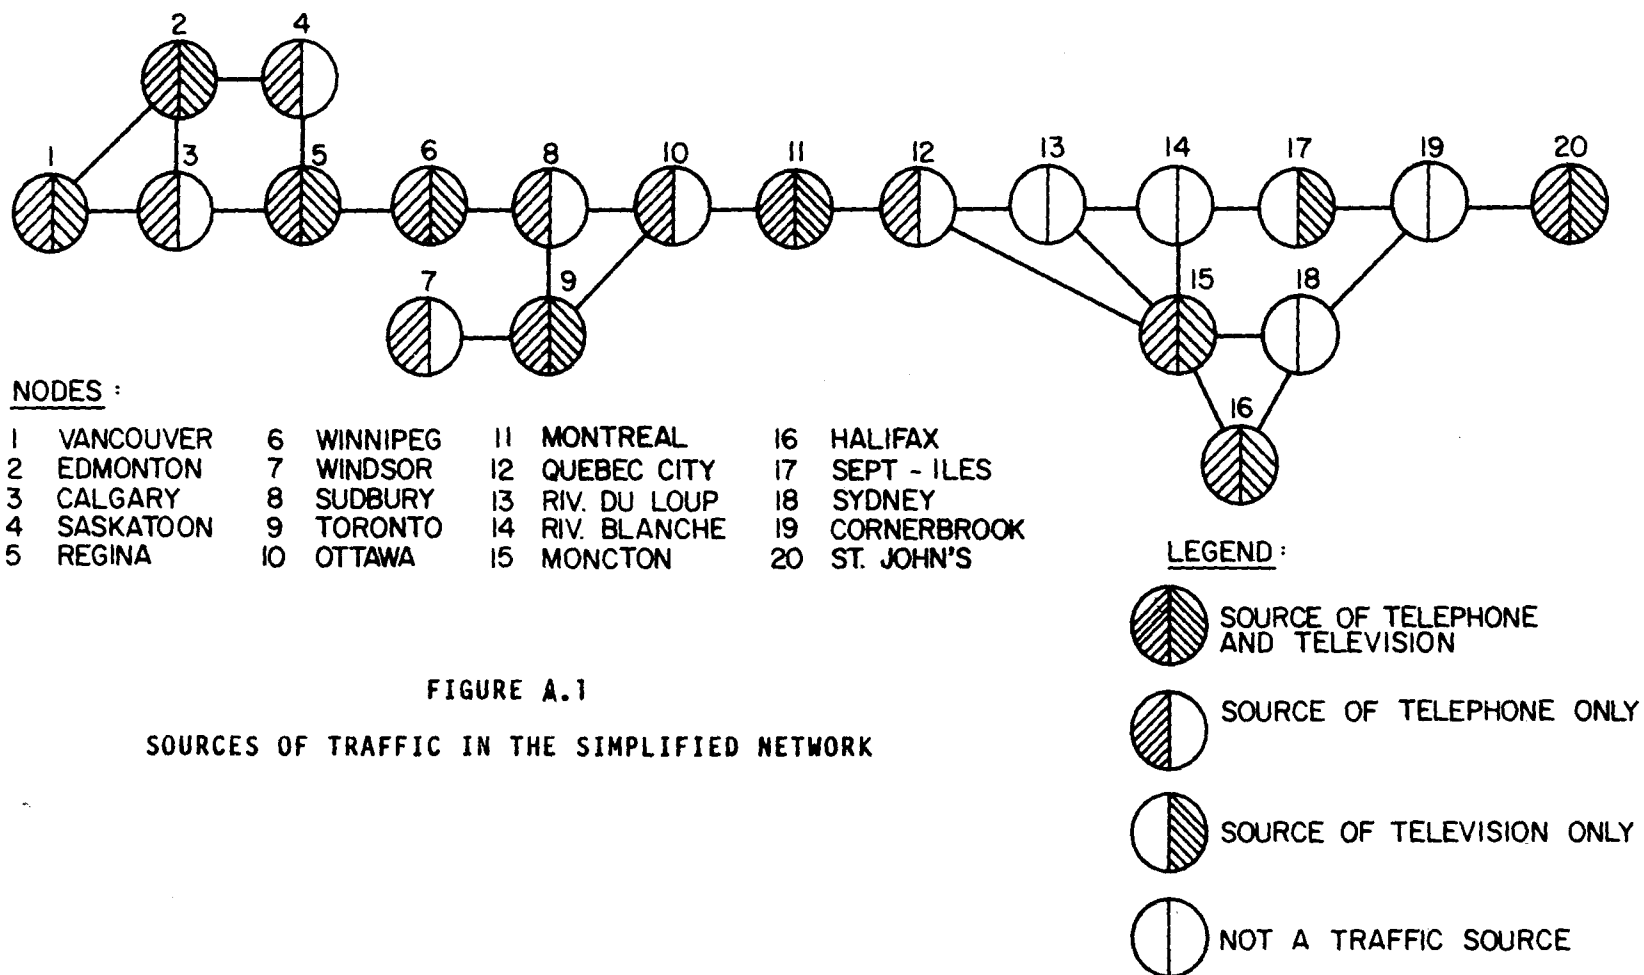 2 4
1 3 5 6 8 10 11 12 13 14 17 19 20
7 9 15 18
16
NODES :
1 VANCOUVER 6 WINNIPEG 11 MONTREAL 16 HALIFAX
2 EDMONTON 7 WINDSOR 12 QUEBEC CITY 17 SEPT - ILES
3 CALGARY 8 SUDBURY 13 RIV. DU LOUP 18 SYDNEY
4 SASKATOON 9 TORONTO 14 RIV. BLANCHE 19 CORNERBROOK
5 REGINA 10 OTTAWA 15 MONCTON 20 ST. JOHN'S
LEGEND :
SOURCE OF TELEPHONE
AND TELEVISION
SOURCE OF TELEPHONE ONLY
SOURCE OF TELEVISION ONLY
NOT A TRAFFIC SOURCE
FIGURE A.1
SOURCES OF TRAFFIC IN THE SIMPLIFIED NETWORK